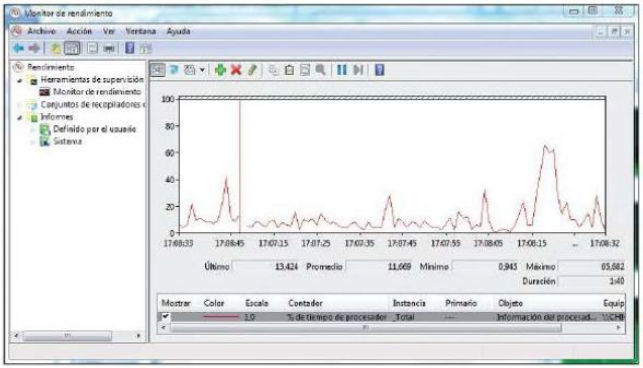 Monitor de rendimiento
Archivo Acción Ver Ventana Ayuda
Rendimiento
Herramientas de supervisión
Monitor de rendimiento
Conjuntos de recopiladores
Informes
Definido por el usuario
Sistema
100
80
60
40
20
0
17:08:33 17:08:45 17:07:15 17:07:25 17:07:35 17:07:45 17:07:55 17:08:05 17:08:15 .. 17:08:32
Último 13,424 Promedio 11,669 Mínimo 0,945 Máximo 65,682
Duración 1:40
Mostrar Color Escala Contador Instancia Primario Objeto Equip
1,0 % de tiempo de procesador _Total --- Información del procesad...